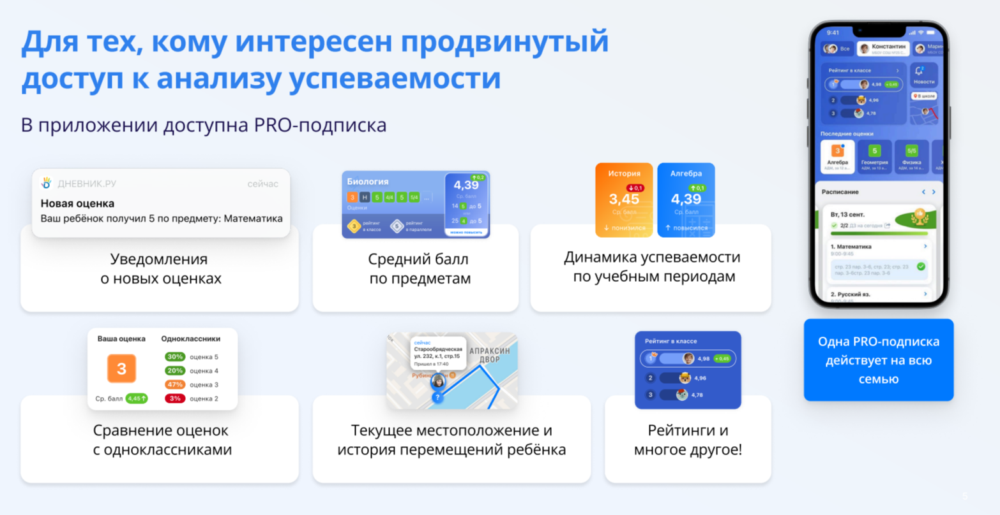 Для тех, кому интересен продвинутый
доступ к анализу успеваемости
В приложении доступна PRO-подписка
ДНЕВНИК.РУ
сейчас
Новая оценка
Ваш ребёнок получил 5 по предмету: Математика
Уведомления
о новых оценках
Биология
3 Н 5 4/4 5 5/4 ...
Оценки
3 рейтинг
в классе
5 рейтинг
в параллели
↑0,2
4,39
Ср. балл
14 5 до 5
25 4 до 5
можно повысить
Средний балл
по предметам
История
↓0,1
3,45
Ср. балл
↓ понизился
Алгебра
↑0,1
4,39
Ср. балл
↑ повысился
Динамика успеваемости
по учебным периодам
Ваша оценка
3
Ср. балл 4,45↑
Одноклассники
30% оценка 5
20% оценка 4
47% оценка 3
3% оценка 2
Сравнение оценок
с одноклассниками
сейчас
Старообрядческая
ул. 232, к.1, стр.15
Пришел в 17:40
АПРАКСИН
ДВОР
?
Текущее местоположение и
история перемещений ребёнка
Рейтинг в классе
1 4,98 +0,45
2 4,96
3 4,78
Рейтинги и
многое другое!
9:41
Все
Константин
Марин
Рейтинг в классе
1 4,98 +0,45
2 4,96
3 4,78
2
Новости
В школе
Последние оценки
3
Алгебра
5
Геометрия
5/5
Физика
Расписание
Вт, 13 сент.
2/2 ДЗ на сегодня
1. Математика
9:00-9:45
стр. 23 пар. 3-6, стр. 23; стр. 23
пар. 3-6стр. 23 пар. 3-6
2. Русский яз.
9:00-9:45
Одна PRO-подписка
действует на всю
семью
5